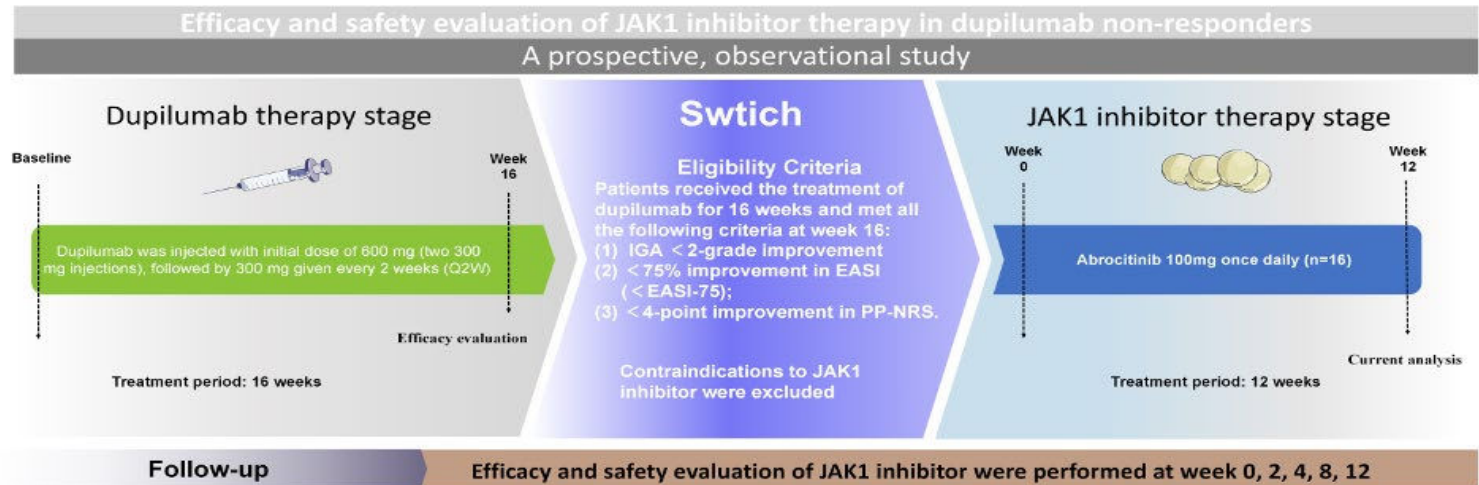 Efficacy and safety evaluation of JAK1 inhibitor therapy in dupilumab non-responders
A prospective, observational study
Dupilumab therapy stage
Baseline
Week
16
Dupilumab was injected with initial dose of 600 mg (two 300
mg injections), followed by 300 mg given every 2 weeks (Q2W)
Efficacy evaluation
Treatment period: 16 weeks
Swtich
Eligibility Criteria
Patients received the treatment of
dupilumab for 16 weeks and met all
the following criteria at week 16:
(1) IGA < 2-grade improvement
(2) < 75% improvement in EASI
( < EASI-75);
(3) < 4-point improvement in PP-NRS.
Contraindications to JAK1
inhibitor were excluded
JAK1 inhibitor therapy stage
Week
0
Week
12
Abrocitinib 100mg once daily (n=16)
Current analysis
Treatment period: 12 weeks
Follow-up
Efficacy and safety evaluation of JAK1 inhibitor were performed at week 0, 2, 4, 8, 12